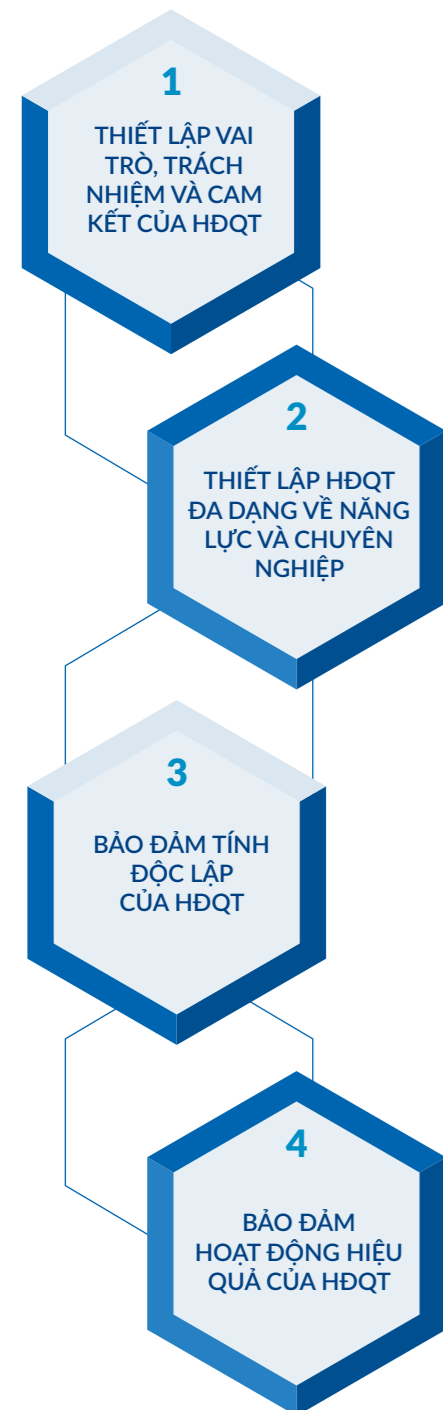 1
THIẾT LẬP VAI
TRÒ, TRÁCH
NHIỆM VÀ CAM
KẾT CỦA HĐQT
2
THIẾT LẬP HĐQT
ĐA DẠNG VỀ NĂNG
LỰC VÀ CHUYÊN
NGHIỆP
3
BẢO ĐẢM TÍNH
ĐỘC LẬP
CỦA HĐQT
4
BẢO ĐẢM
HOẠT ĐỘNG HIỆU
QUẢ CỦA HĐQT